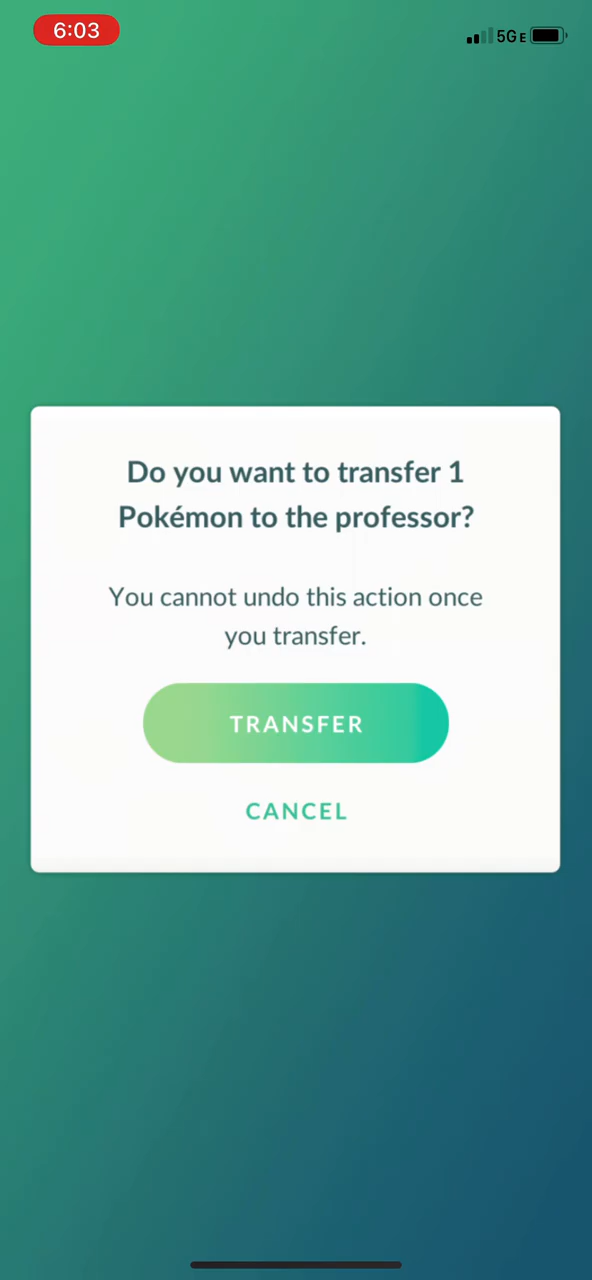 6:03 5GE
Do you want to transfer 1
Pokémon to the professor?
You cannot undo this action once
you transfer.
TRANSFER
CANCEL